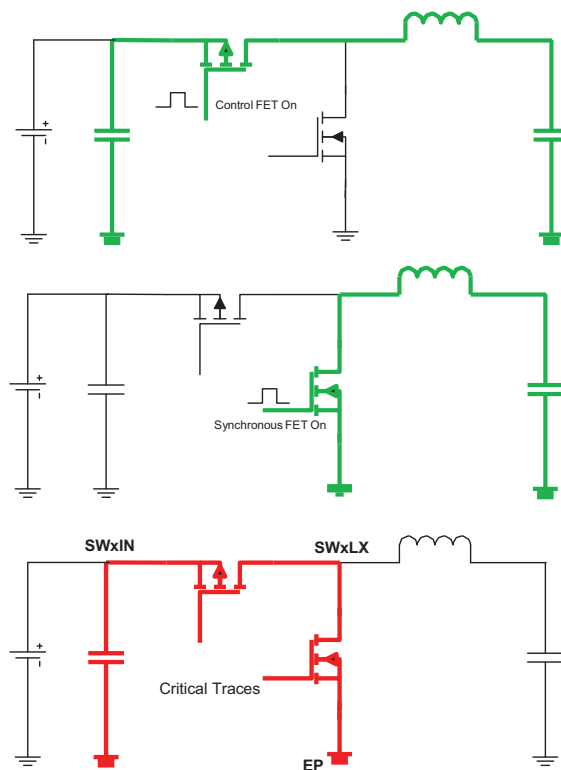 +
Control FET On
+
Synchronous FET On
SWxIN
SWxLX
+
Critical Traces
EP